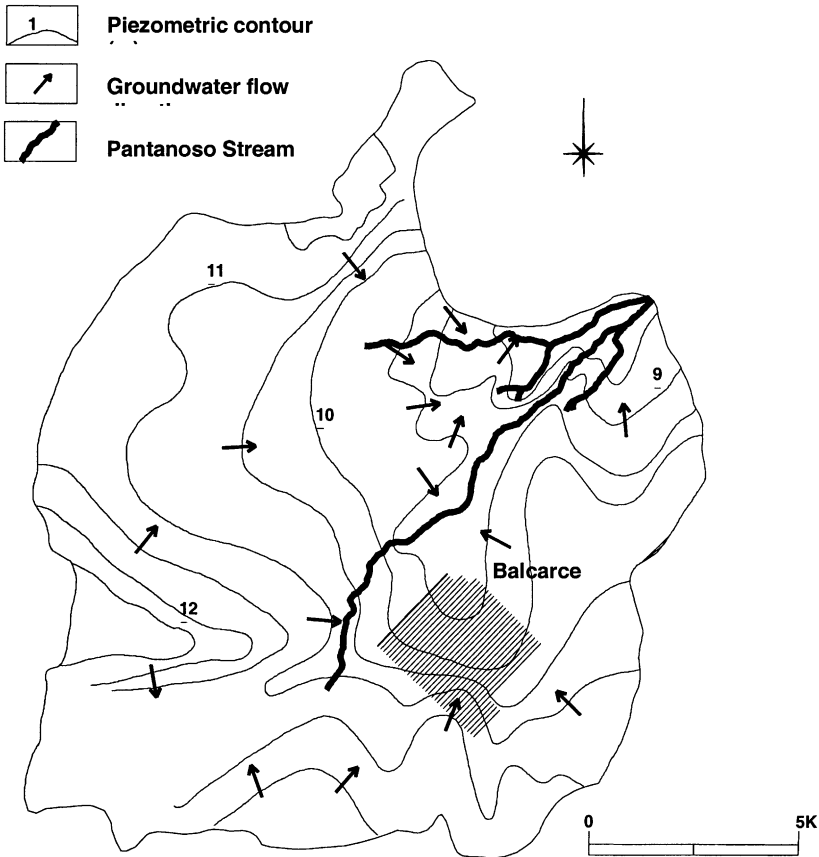 1
Piezometric contour
Groundwater flow
Pantanoso Stream
11
9
10
Balcarce
12
0
5K